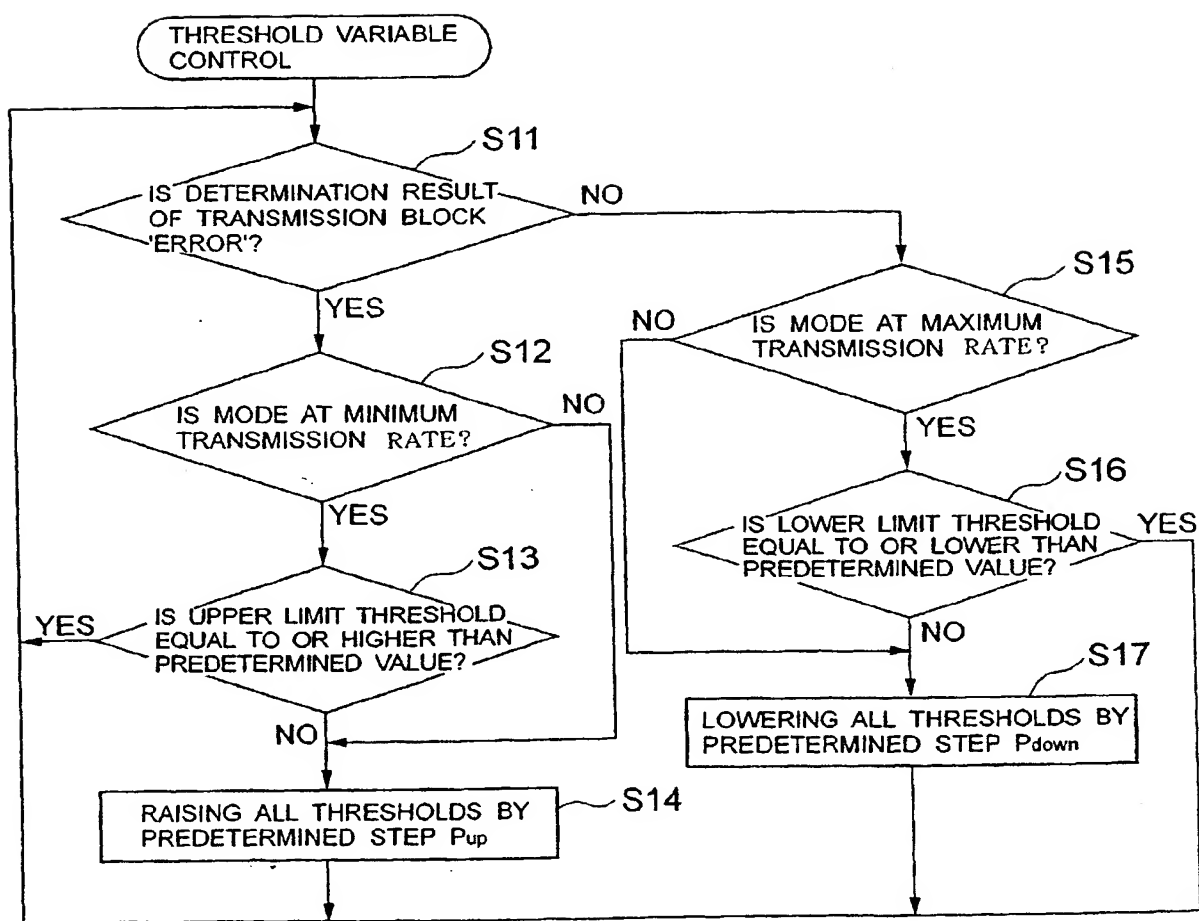 THRESHOLD VARIABLE
CONTROL
S11
IS DETERMINATION RESULT
OF TRANSMISSION BLOCK
'ERROR'?
NO
YES
S12
IS MODE AT MINIMUM
TRANSMISSION RATE?
NO
YES
S13
IS UPPER LIMIT THRESHOLD
EQUAL TO OR HIGHER THAN
PREDETERMINED VALUE?
YES
NO
S14
RAISING ALL THRESHOLDS BY
PREDETERMINED STEP Pup
S15
IS MODE AT MAXIMUM
TRANSMISSION RATE?
NO
YES
S16
IS LOWER LIMIT THRESHOLD
EQUAL TO OR LOWER THAN
PREDETERMINED VALUE?
YES
NO
S17
LOWERING ALL THRESHOLDS BY
PREDETERMINED STEP Pdown